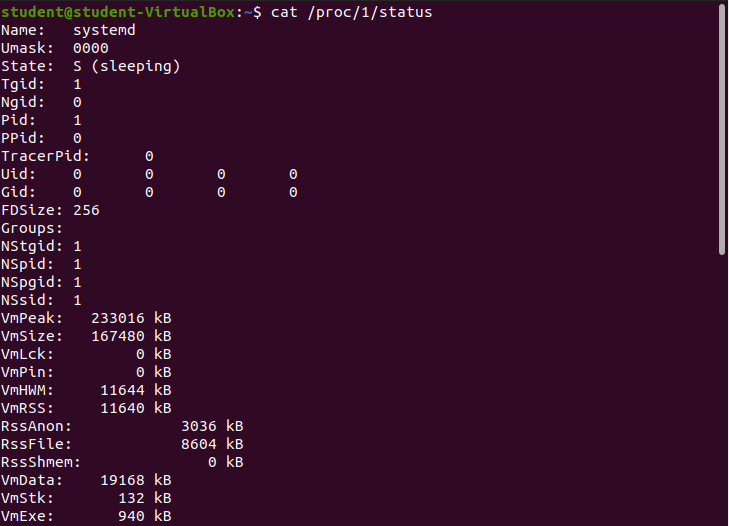 student@student-VirtualBox:~$ cat /proc/1/status
Name:   systemd
Umask:  0000
State:  S (sleeping)
Tgid:   1
Ngid:   0
Pid:    1
PPid:   0
TracerPid:      0
Uid:    0       0       0       0
Gid:    0       0       0       0
FDSize: 256
Groups:
NStgid: 1
NSpid:  1
NSpgid: 1
NSsid:  1
VmPeak:   233016 kB
VmSize:   167480 kB
VmLck:         0 kB
VmPin:         0 kB
VmHWM:     11644 kB
VmRSS:     11640 kB
RssAnon:            3036 kB
RssFile:            8604 kB
RssShmem:              0 kB
VmData:    19168 kB
VmStk:       132 kB
VmExe:       940 kB